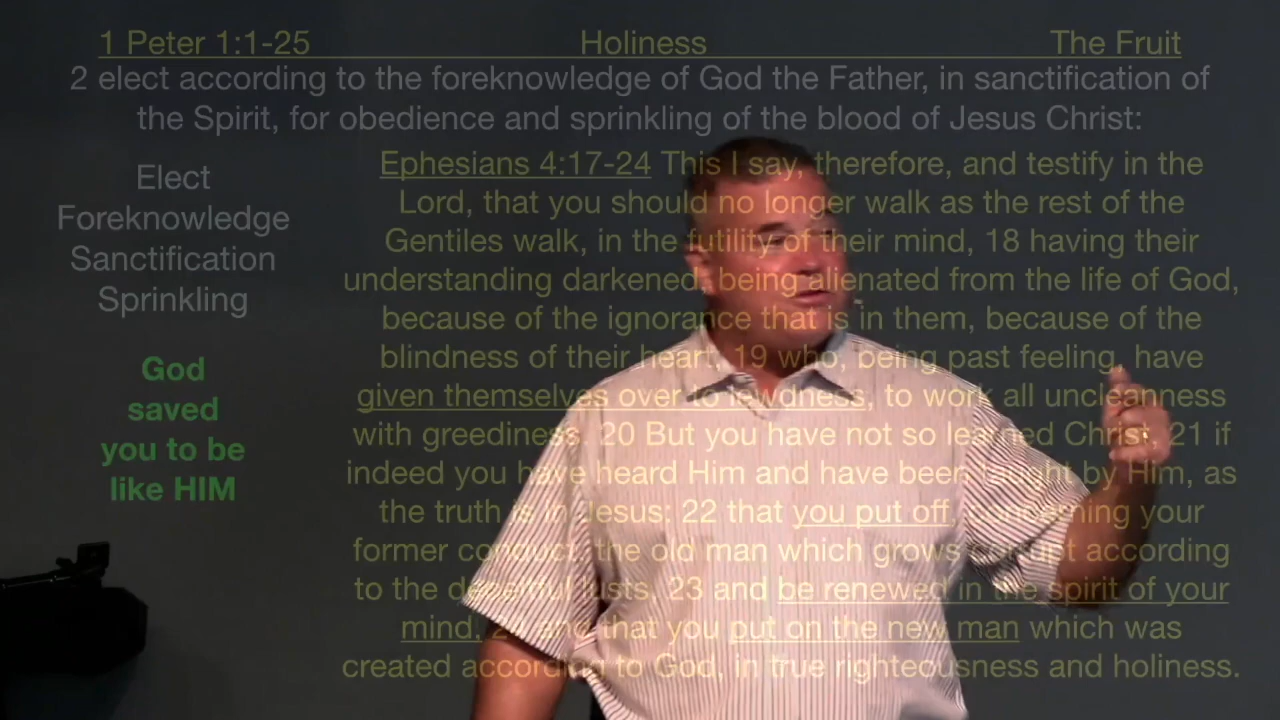 1 Peter 1:1-25 Holiness The Fruit
2 elect according to the foreknowledge of God the Father, in sanctification of
the Spirit, for obedience and sprinkling of the blood of Jesus Christ:
Elect
Foreknowledge
Sanctification
Sprinkling
God
saved
you to be
like HIM
Ephesians 4:17-24 This I say, therefore, and testify in the
Lord, that you should no longer walk as the rest of the
Gentiles walk, in the futility of their mind, 18 having their
understanding darkened, being alienated from the life of God,
because of the ignorance that is in them, because of the
blindness of their heart; 19 who, being past feeling, have
given themselves over to lewdness, to work all uncleanness
with greediness. 20 But you have not so learned Christ, 21 if
indeed you have heard Him and have been taught by Him, as
the truth is in Jesus: 22 that you put off, concerning your
former conduct, the old man which grows corrupt according
to the deceitful lusts, 23 and be renewed in the spirit of your
mind, 24 and that you put on the new man which was
created according to God, in true righteousness and holiness.